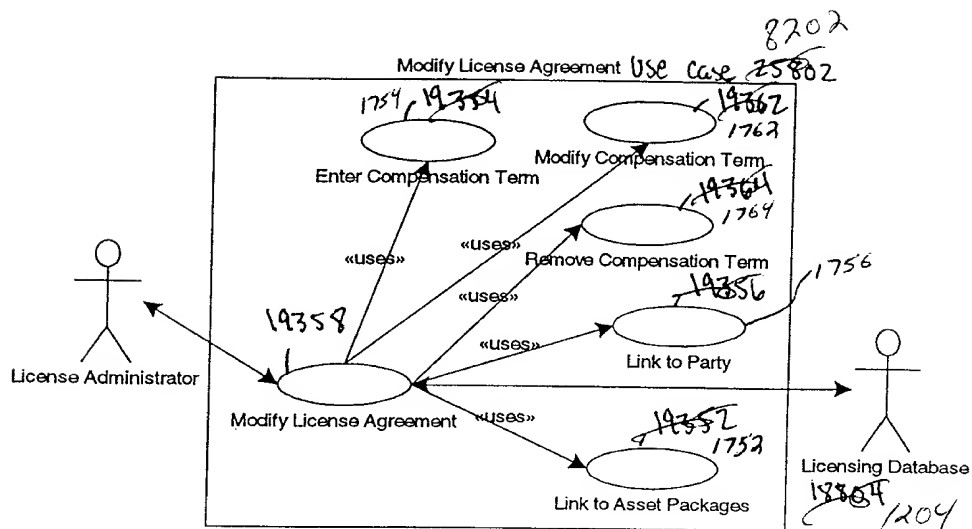 8202
Modify License Agreement Use case 25802
1754 19354
19362
1762
Enter Compensation Term
Modify Compensation Term
19364
1764
«uses»
«uses»
Remove Compensation Term
19356
1756
«uses»
19358
«uses»
Link to Party
License Administrator
Modify License Agreement
«uses»
19352
1752
Licensing Database
Link to Asset Packages
18804
1204